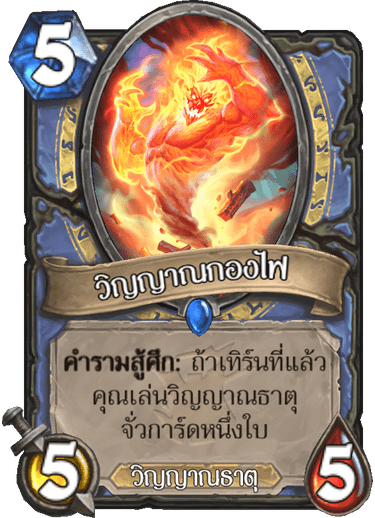 5
วิญญาณกองไฟ
คำรามสู้ศึก: ถ้าเทิร์นที่แล้ว
คุณเล่นวิญญาณธาตุ
จั่วการ์ดหนึ่งใบ
5 วิญญาณธาตุ 5